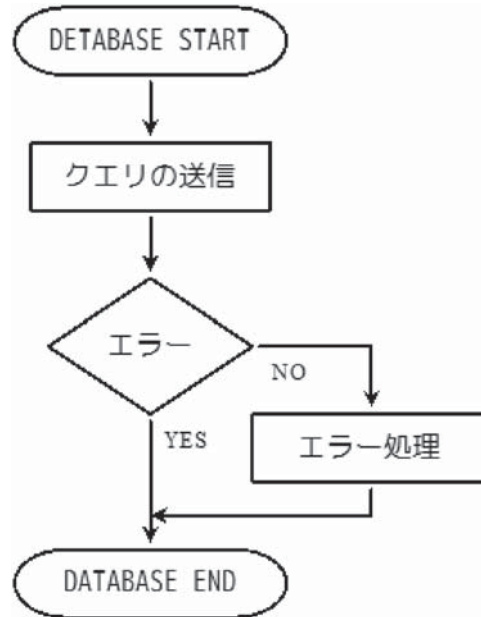 DETABASE START
クエリの送信
エラー
NO
YES
エラー処理
DATABASE END